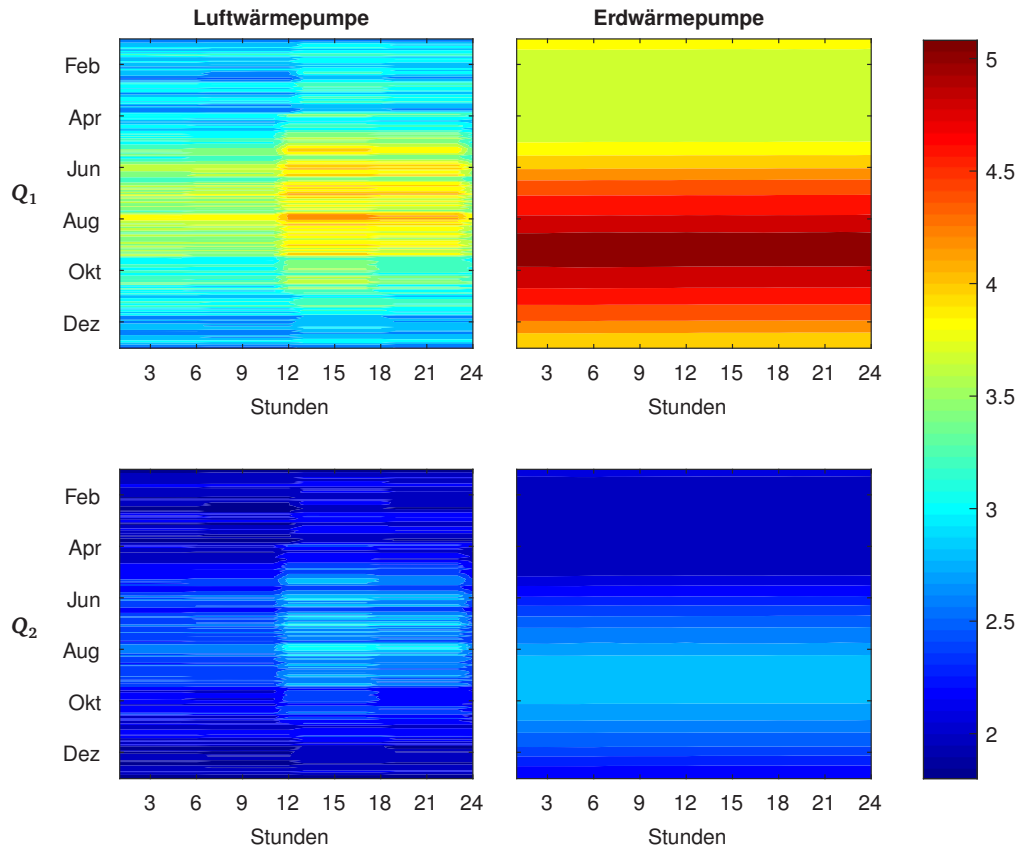 Luftwärmepumpe
Erdwärmepumpe
Q1
Feb
Apr
Jun
Aug
Okt
Dez
3 6 9 12 15 18 21 24
Stunden
3 6 9 12 15 18 21 24
Stunden
5
4.5
4
3.5
3
2.5
2
Q2
Feb
Apr
Jun
Aug
Okt
Dez
3 6 9 12 15 18 21 24
Stunden
3 6 9 12 15 18 21 24
Stunden